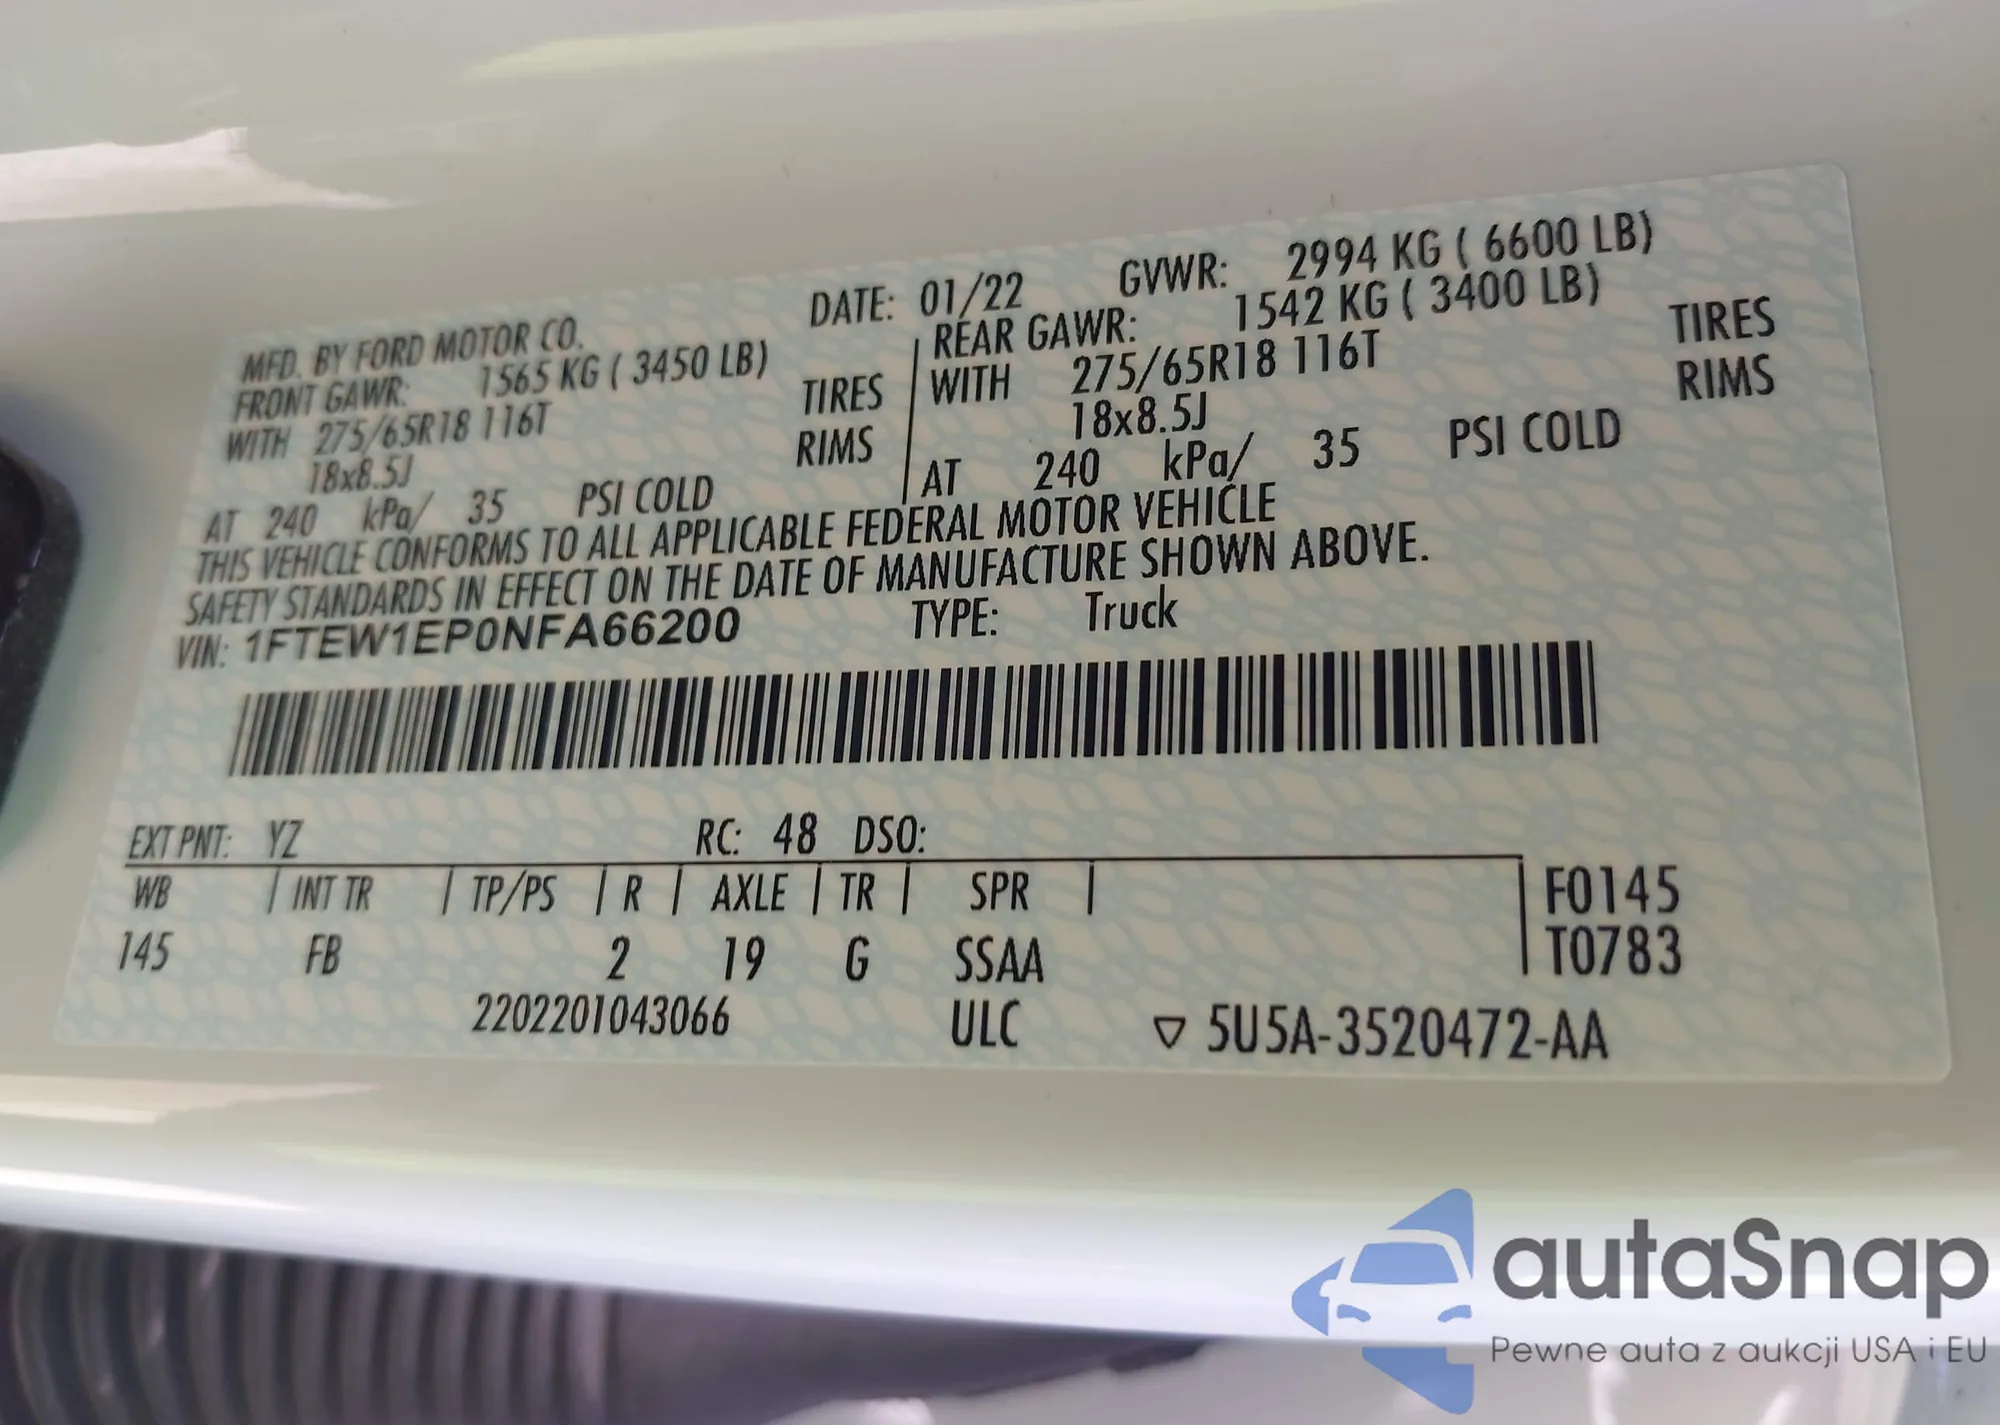 MFD. BY FORD MOTOR CO.
DATE: 01/22 GVWR: 2994 KG ( 6600 LB)
FRONT GAWR: 1565 KG ( 3450 LB)
REAR GAWR: 1542 KG ( 3400 LB)
WITH 275/65R18 116T TIRES
WITH 275/65R18 116T TIRES
18x8.5J RIMS
18x8.5J RIMS
AT 240 kPa/ 35 PSI COLD
AT 240 kPa/ 35 PSI COLD
THIS VEHICLE CONFORMS TO ALL APPLICABLE FEDERAL MOTOR VEHICLE
SAFETY STANDARDS IN EFFECT ON THE DATE OF MANUFACTURE SHOWN ABOVE.
VIN: 1FTEW1EP0NFA66200 TYPE: Truck
EXT PNT: YZ RC: 48 DSO:
WB | INT TR | TP/PS | R | AXLE | TR | SPR | F0145
145 FB 2 19 G SSAA T0783
2202201043066 ULC ▽ 5U5A-3520472-AA
autaSnap
Pewne auta z aukcji USA i EU